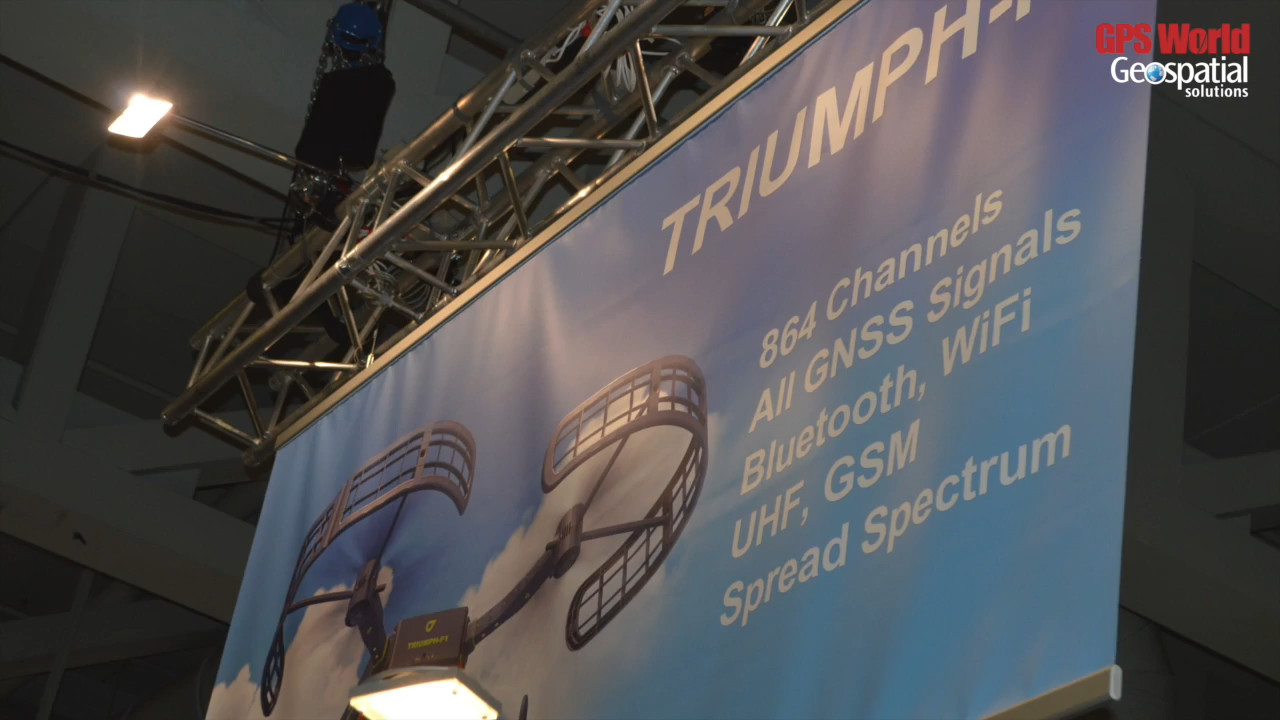 GPS World
Geospatial
solutions
TRIUMPH-F
864 Channels
All GNSS Signals
Bluetooth, WiFi
UHF, GSM
Spread Spectrum
TRIUMPH-F1